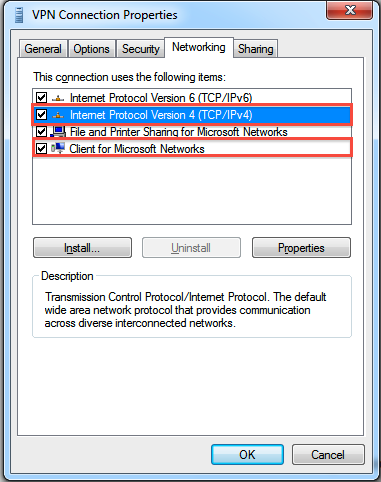 VPN Connection Properties
General Options Security Networking Sharing
This connection uses the following items:
Internet Protocol Version 6 (TCP/IPv6)
Internet Protocol Version 4 (TCP/IPv4)
File and Printer Sharing for Microsoft Networks
Client for Microsoft Networks
Install... Uninstall Properties
Description
Transmission Control Protocol/Internet Protocol. The default
wide area network protocol that provides communication
across diverse interconnected networks.
OK Cancel